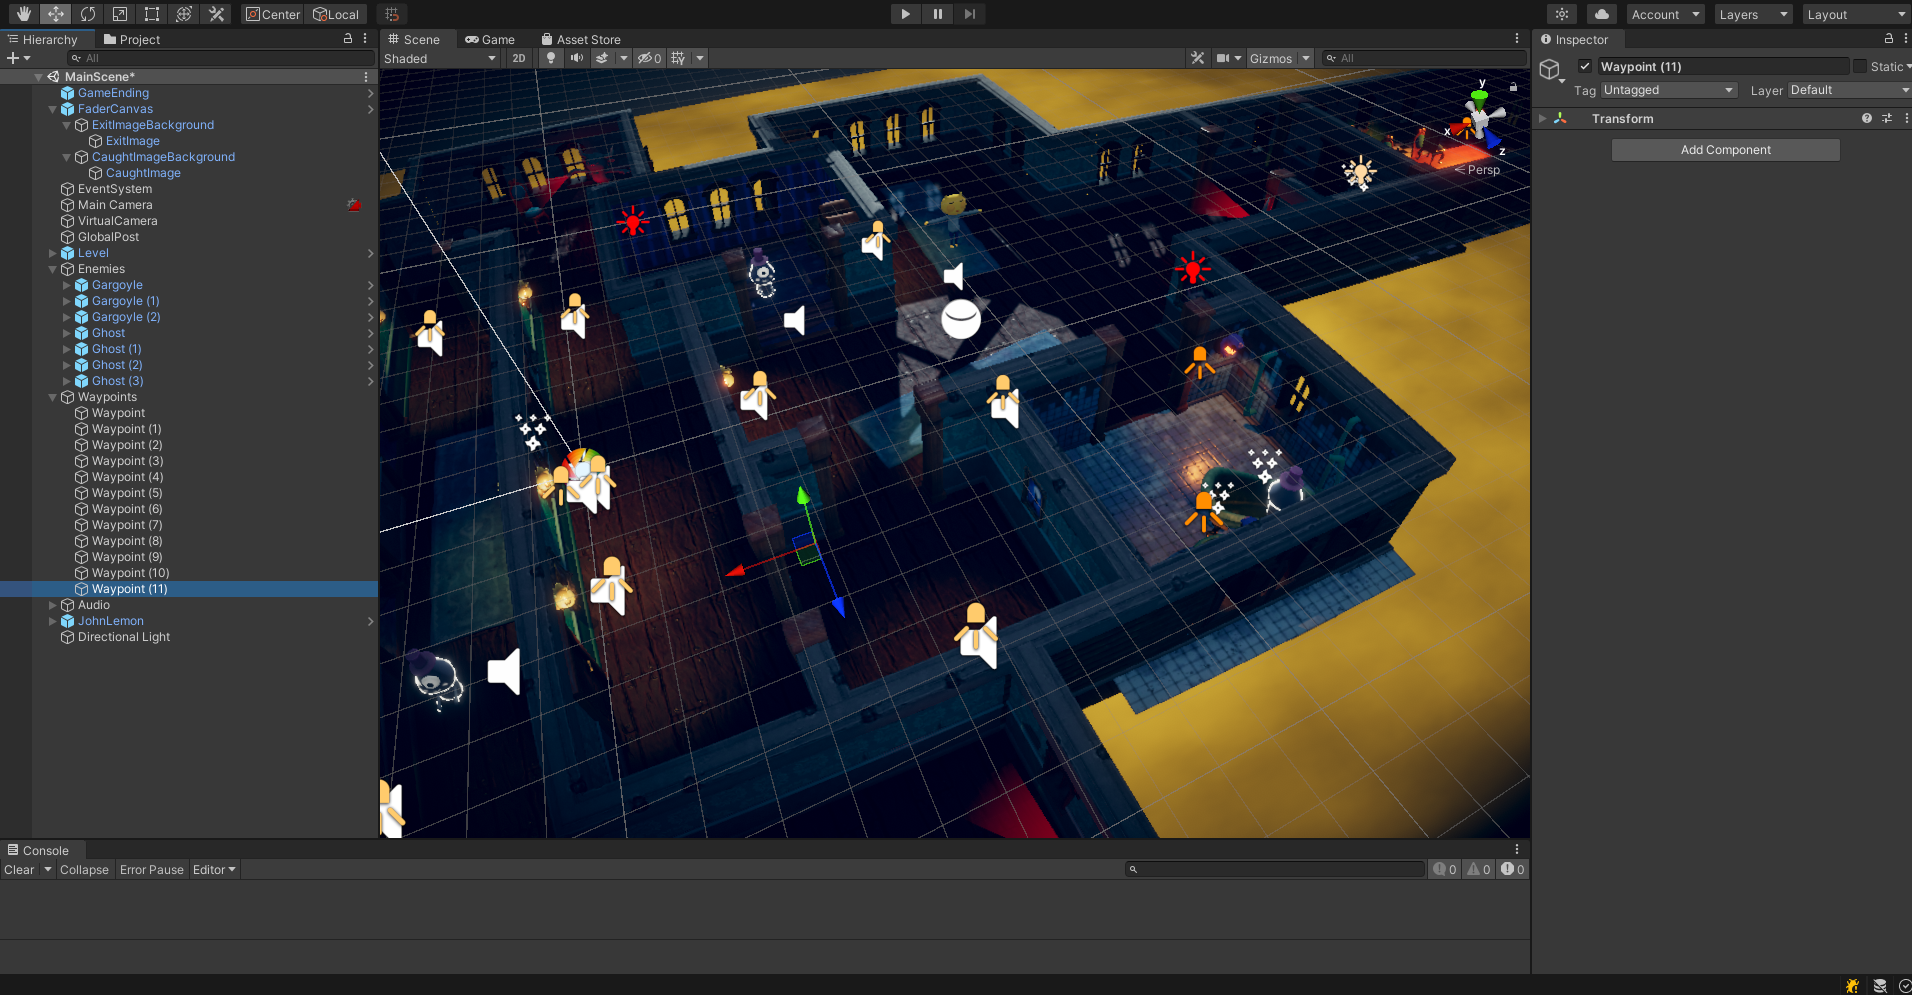 Center
Local
Account
Layers
Layout
Hierarchy
Project
All
MainScene*
GameEnding
FaderCanvas
ExitImageBackground
ExitImage
CaughtImageBackground
CaughtImage
EventSystem
Main Camera
VirtualCamera
GlobalPost
Level
Enemies
Gargoyle
Gargoyle (1)
Gargoyle (2)
Ghost
Ghost (1)
Ghost (2)
Ghost (3)
Waypoints
Waypoint
Waypoint (1)
Waypoint (2)
Waypoint (3)
Waypoint (4)
Waypoint (5)
Waypoint (6)
Waypoint (7)
Waypoint (8)
Waypoint (9)
Waypoint (10)
Waypoint (11)
Audio
JohnLemon
Directional Light
Scene
Game
Asset Store
Shaded
2D
0
Gizmos
All
y
x
z
Persp
Inspector
Waypoint (11)
Static
Tag Untagged
Layer Default
Transform
Add Component
Console
Clear
Collapse
Error Pause
Editor
0
0
0